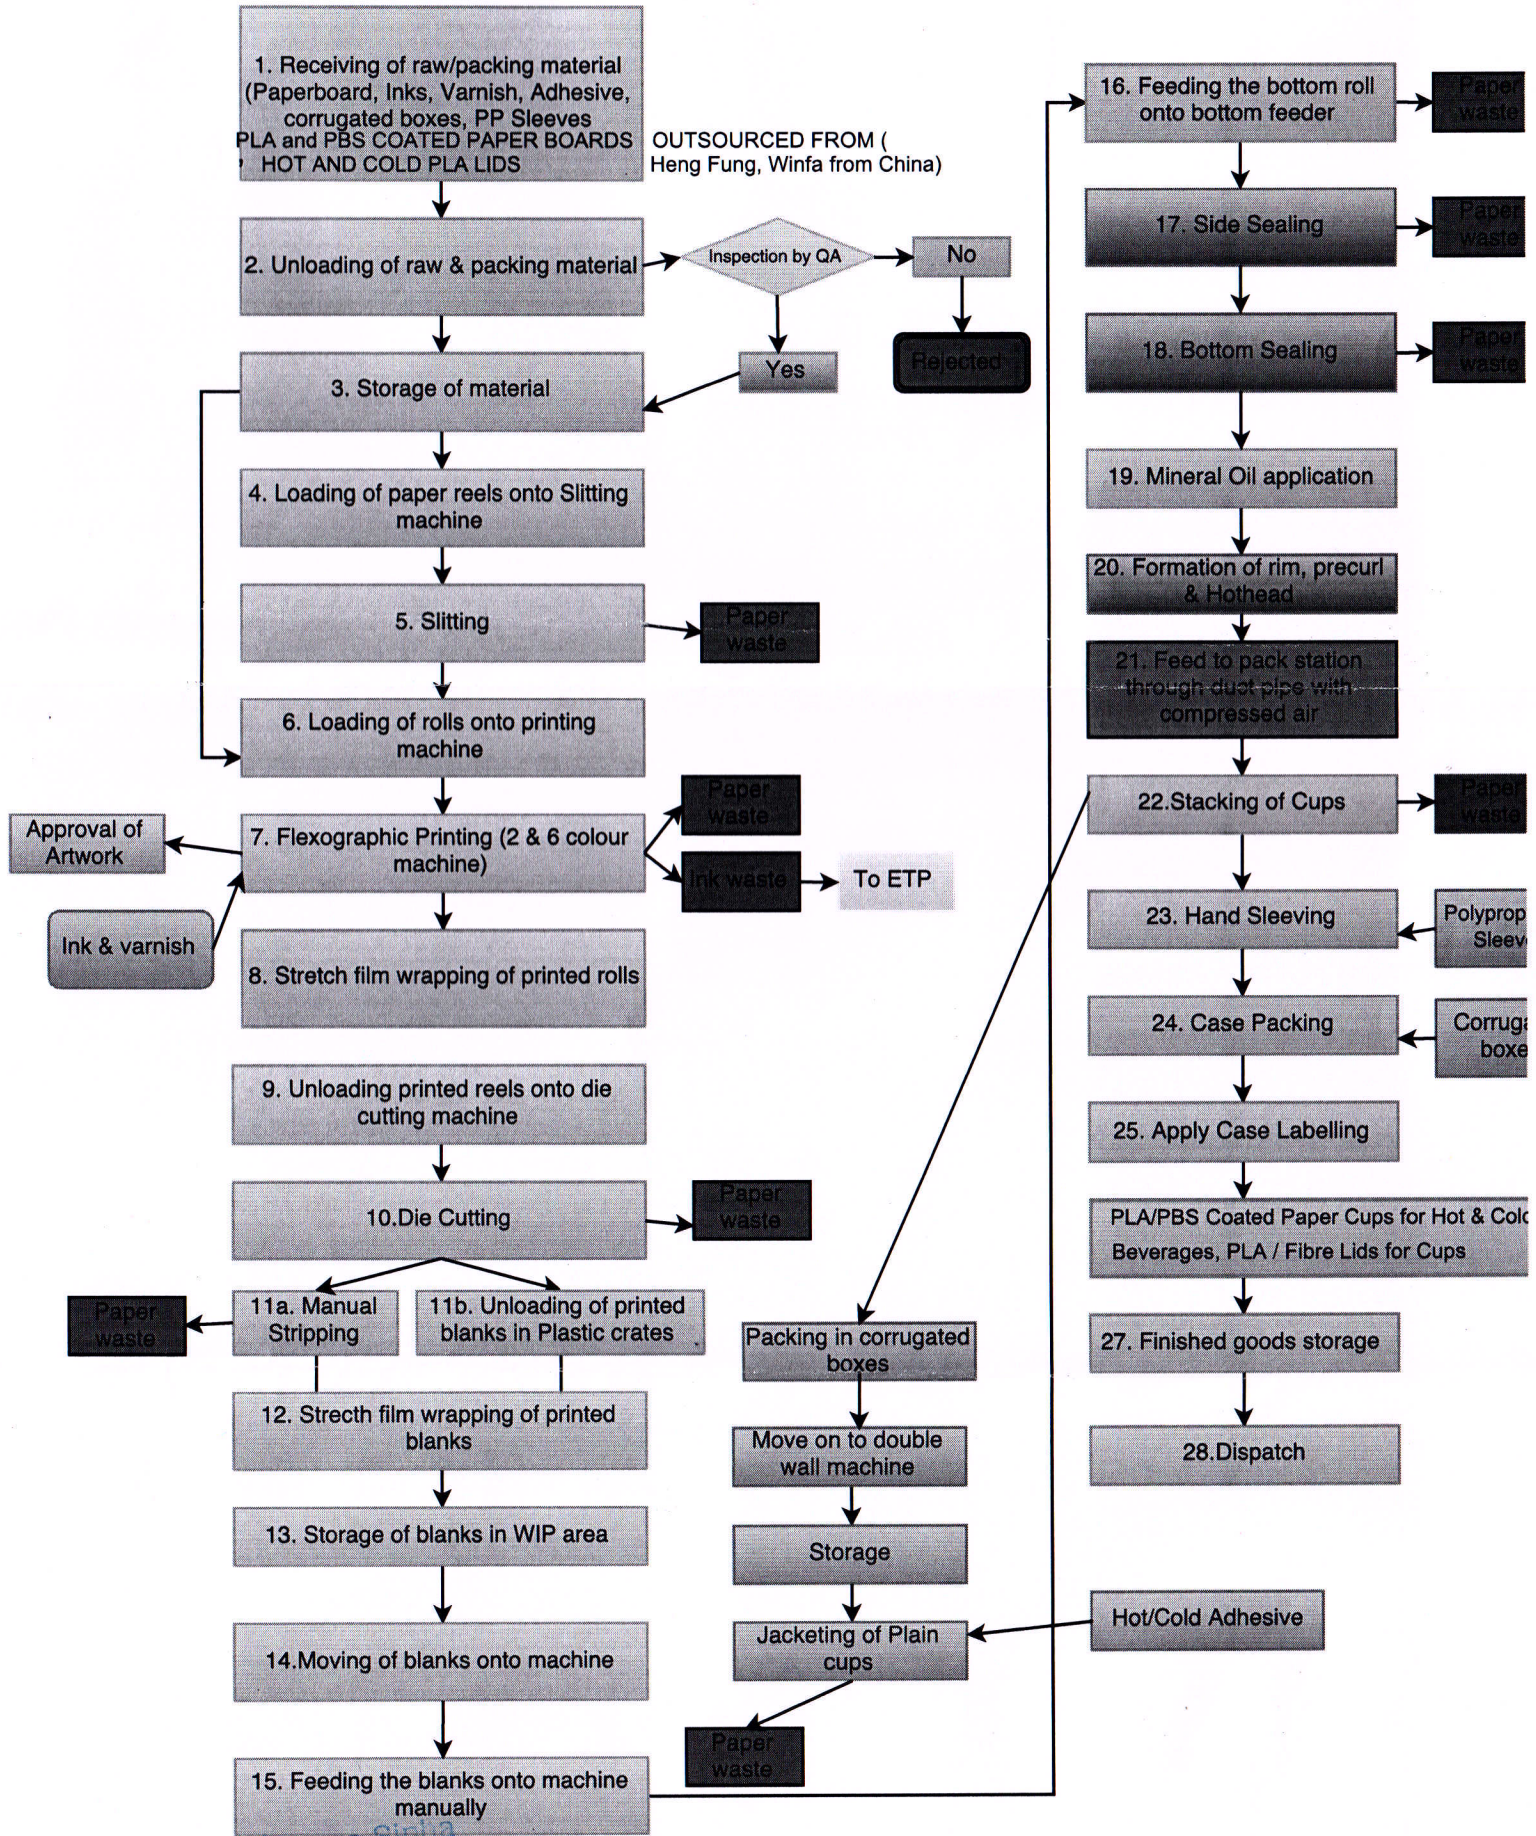 1. Receiving of raw/packing material
(Paperboard, Inks, Varnish, Adhesive,
corrugated boxes, PP Sleeves
PLA and PBS COATED PAPER BOARDS OUTSOURCED FROM (
, HOT AND COLD PLA LIDS Heng Fung, Winfa from China)
2. Unloading of raw & packing material
Inspection by QA
No
Yes
Rejected
3. Storage of material
4. Loading of paper reels onto Slitting
machine
5. Slitting
Paper
waste
6. Loading of rolls onto printing
machine
7. Flexographic Printing (2 & 6 colour
machine)
Approval of
Artwork
Ink & varnish
Paper
waste
Ink waste
To ETP
8. Stretch film wrapping of printed rolls
9. Unloading printed reels onto die
cutting machine
10.Die Cutting
Paper
waste
11a. Manual
Stripping
Paper
waste
11b. Unloading of printed
blanks in Plastic crates
12. Strecth film wrapping of printed
blanks
13. Storage of blanks in WIP area
14.Moving of blanks onto machine
15. Feeding the blanks onto machine
manually
Packing in corrugated
boxes
Move on to double
wall machine
Storage
Jacketing of Plain
cups
Hot/Cold Adhesive
Paper
waste
16. Feeding the bottom roll
onto bottom feeder
Paper
waste
17. Side Sealing
Paper
waste
18. Bottom Sealing
Paper
waste
19. Mineral Oil application
20. Formation of rim, precurl
& Hothead
21. Feed to pack station
through duct pipe with
compressed air
22.Stacking of Cups
Paper
waste
23. Hand Sleeving
Polyprop
Sleev
24. Case Packing
Corruga
boxe
25. Apply Case Labelling
PLA/PBS Coated Paper Cups for Hot & Cold
Beverages, PLA / Fibre Lids for Cups
27. Finished goods storage
28.Dispatch